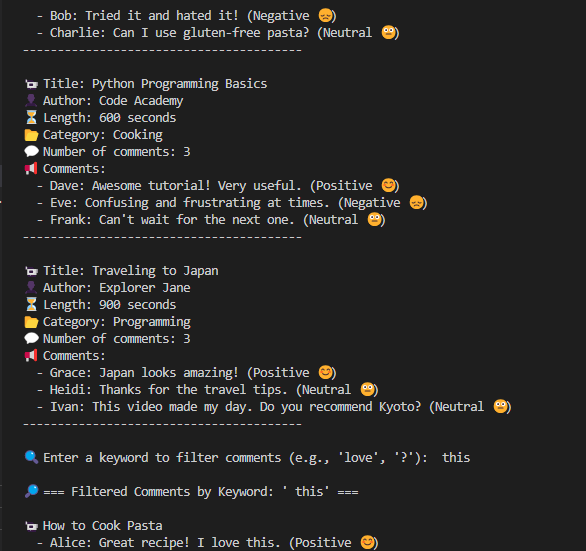 - Bob: Tried it and hated it! (Negative 😞)
- Charlie: Can I use gluten-free pasta? (Neutral 😐)
----------------------------------------
📹 Title: Python Programming Basics
👤 Author: Code Academy
⏳ Length: 600 seconds
📂 Category: Cooking
💬 Number of comments: 3
📢 Comments:
- Dave: Awesome tutorial! Very useful. (Positive 😊)
- Eve: Confusing and frustrating at times. (Negative 😞)
- Frank: Can't wait for the next one. (Neutral 😐)
----------------------------------------
📹 Title: Traveling to Japan
👤 Author: Explorer Jane
⏳ Length: 900 seconds
📂 Category: Programming
💬 Number of comments: 3
📢 Comments:
- Grace: Japan looks amazing! (Positive 😊)
- Heidi: Thanks for the travel tips. (Neutral 😐)
- Ivan: This video made my day. Do you recommend Kyoto? (Neutral 😐)
----------------------------------------
🔍 Enter a keyword to filter comments (e.g., 'love', '?'):  this
🔎 === Filtered Comments by Keyword: ' this' ===
📹 How to Cook Pasta
- Alice: Great recipe! I love this. (Positive 😊)